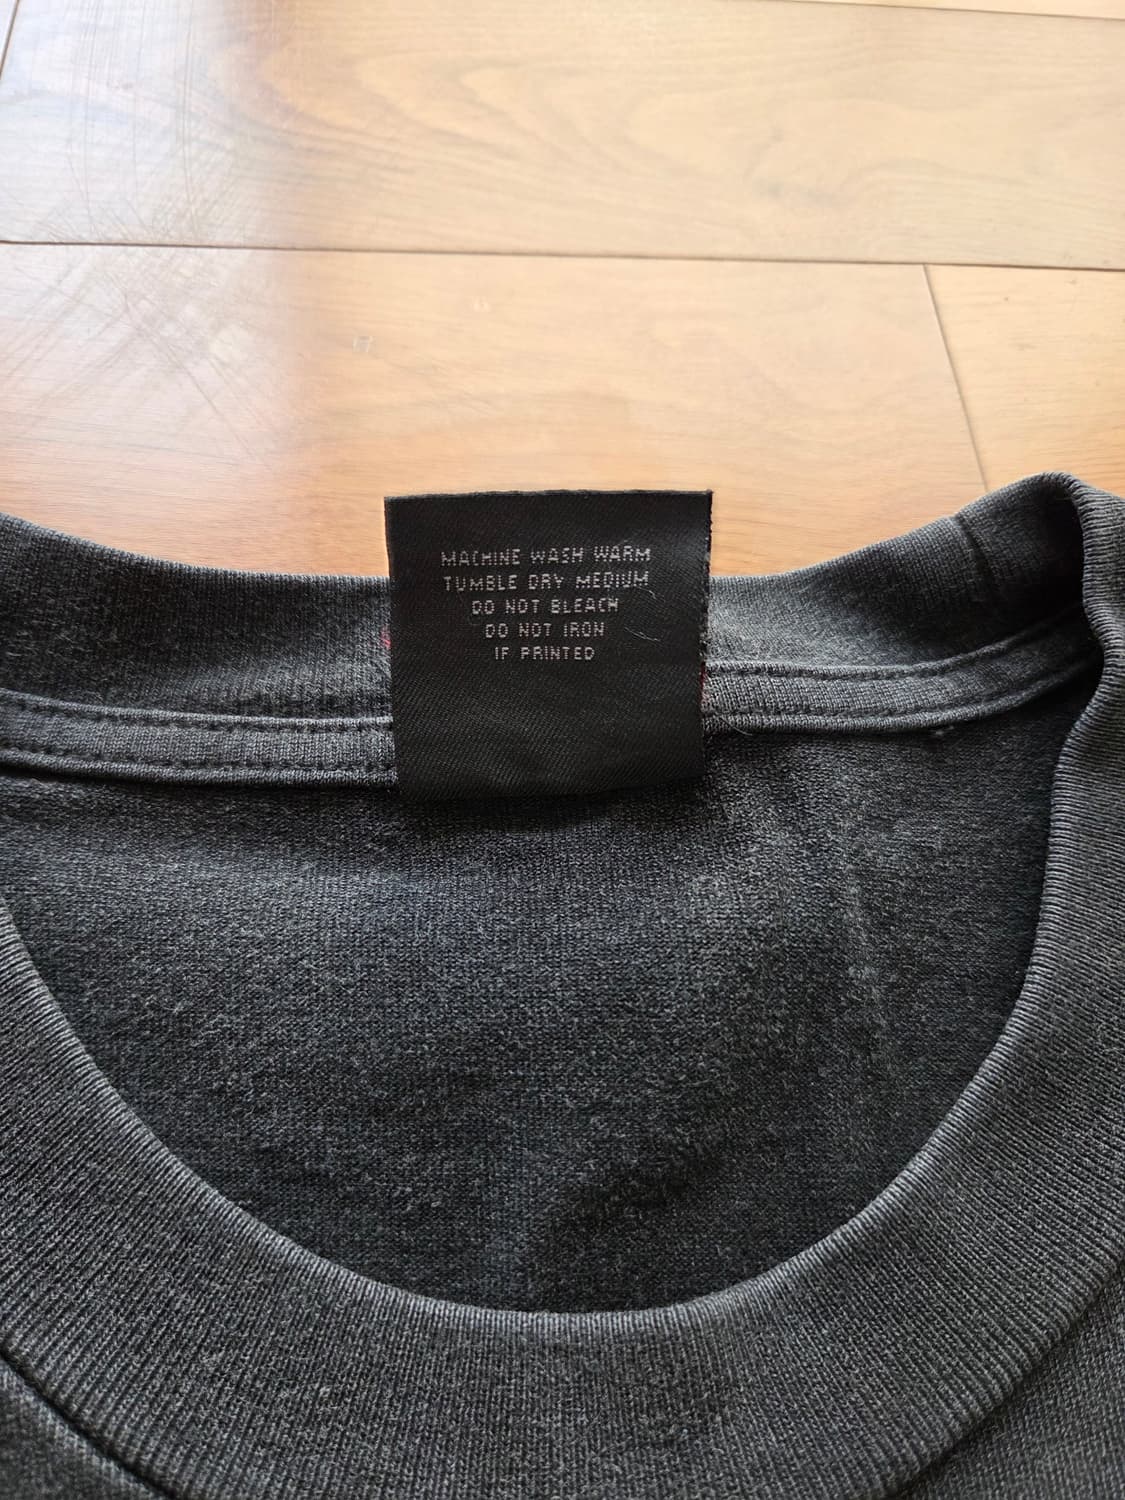 MACHINE WASH WARM
TUMBLE DRY MEDIUM
DO NOT BLEACH
DO NOT IRON
IF PRINTED